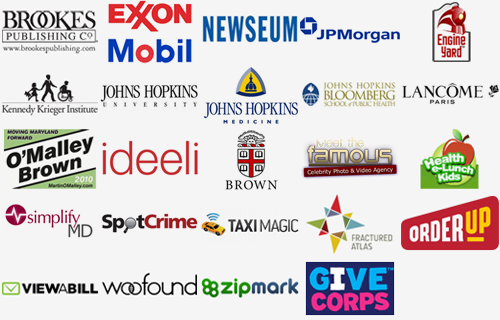 BROOKES
PUBLISHING CO
www.brookespublishing.com
EXXON
Mobil
NEWSEUM
JPMorgan
Engine
Yard
Kennedy Krieger Institute
JOHNS HOPKINS
UNIVERSITY
JOHNS HOPKINS
MEDICINE
JOHNS HOPKINS
BLOOMBERG
SCHOOL of PUBLIC HEALTH
LANCÔME
PARIS
MOVING MARYLAND
FORWARD
O'Malley
Brown
2010
MartinOMalley.com
ideeli
BROWN
Meet the
famous
Celebrity Photo & Video Agency
Health
e-Lunch
Kids
simplify
MD
SpotCrime
TAXI MAGIC
FRACTURED
ATLAS
ORDER UP
VIEWABILL
woofound
zipmark
GIVE
CORPS